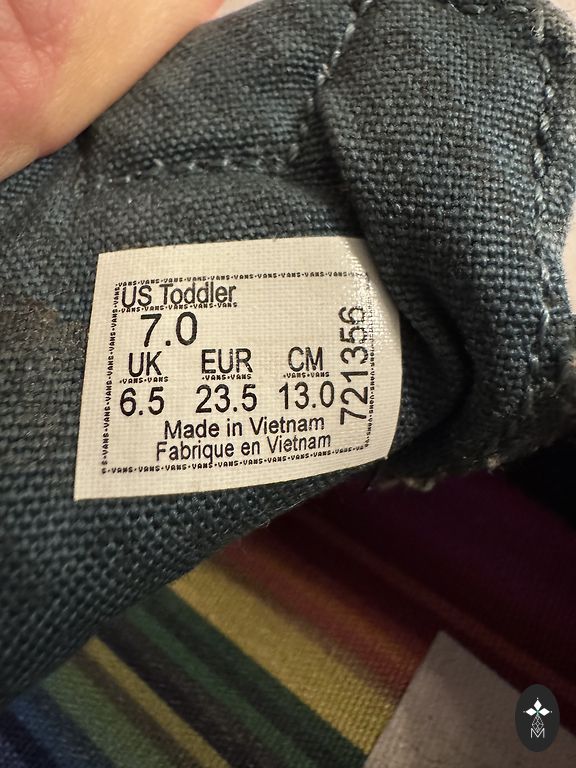 US Toddler
7.0
UK EUR CM
6.5 23.5 13.0
Made in Vietnam
Fabrique en Vietnam
721356
VANS
M